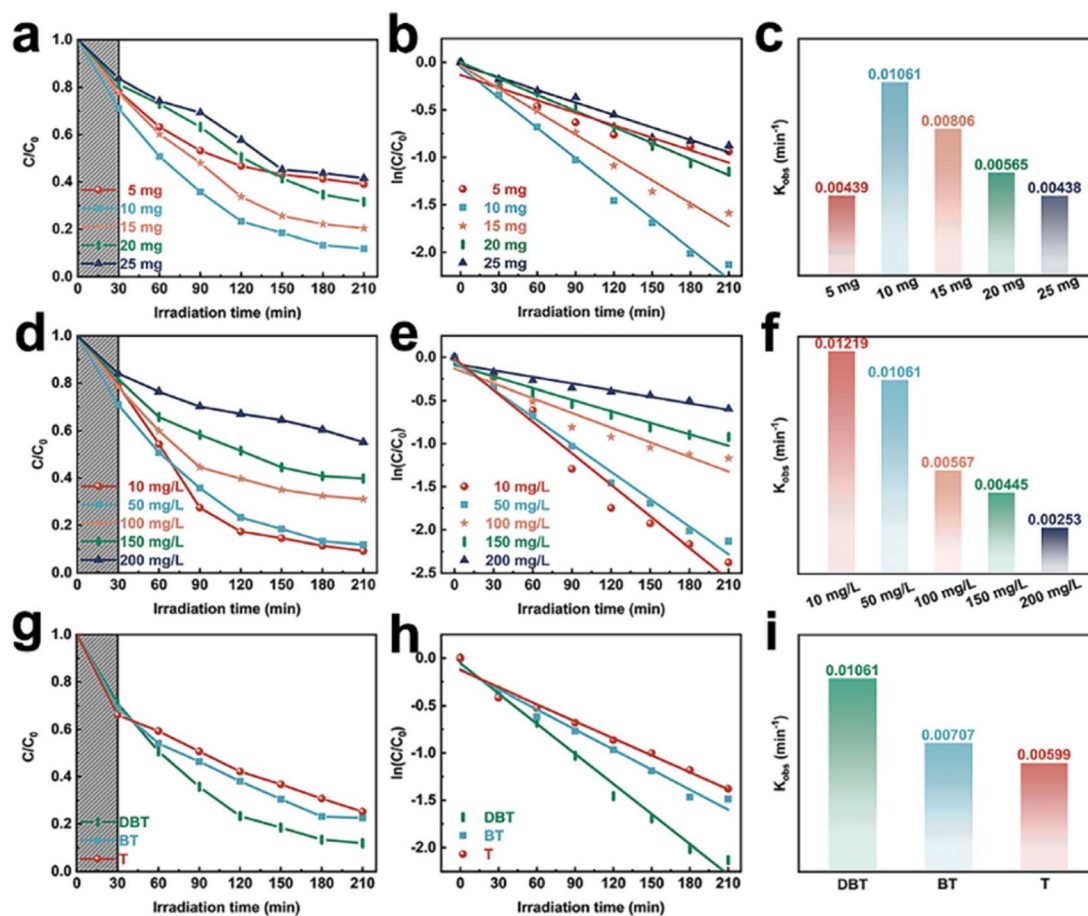 a
C/C0
1.0
0.8
0.6
0.4
0.2
0.0
5 mg
10 mg
15 mg
20 mg
25 mg
0 30 60 90 120 150 180 210
Irradiation time (min)
b
ln(C/C0)
0.0
-0.5
-1.0
-1.5
-2.0
5 mg
10 mg
15 mg
20 mg
25 mg
0 30 60 90 120 150 180 210
Irradiation time (min)
c
Kobs (min-1)
0.00439
0.01061
0.00806
0.00565
0.00438
5 mg 10 mg 15 mg 20 mg 25 mg
d
C/C0
1.0
0.8
0.6
0.4
0.2
0.0
10 mg/L
50 mg/L
100 mg/L
150 mg/L
200 mg/L
0 30 60 90 120 150 180 210
Irradiation time (min)
e
ln(C/C0)
0.0
-0.5
-1.0
-1.5
-2.0
-2.5
10 mg/L
50 mg/L
100 mg/L
150 mg/L
200 mg/L
0 30 60 90 120 150 180 210
Irradiation time (min)
f
Kobs (min-1)
0.01219
0.01061
0.00567
0.00445
0.00253
10 mg/L 50 mg/L 100 mg/L 150 mg/L 200 mg/L
g
C/C0
1.0
0.8
0.6
0.4
0.2
0.0
DBT
BT
T
0 30 60 90 120 150 180 210
Irradiation time (min)
h
ln(C/C0)
0.0
-0.5
-1.0
-1.5
-2.0
DBT
BT
T
0 30 60 90 120 150 180 210
Irradiation time (min)
i
Kobs (min-1)
0.01061
0.00707
0.00599
DBT BT T